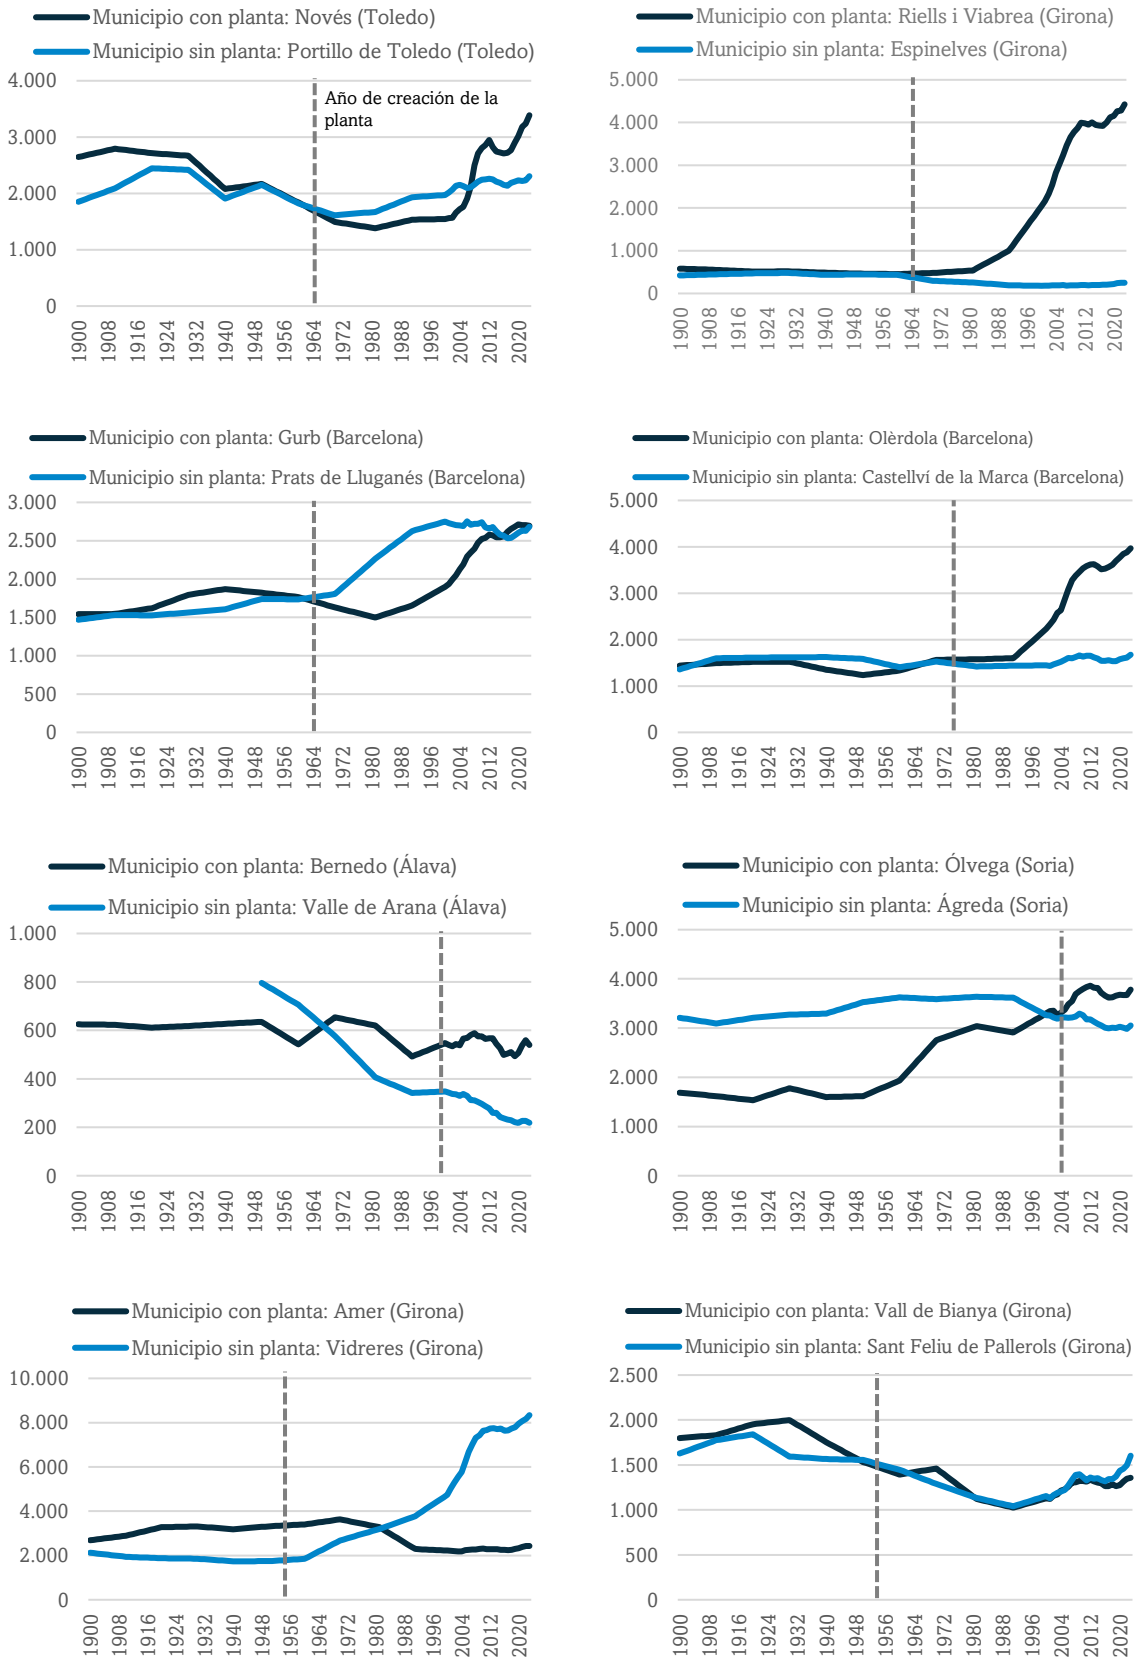 Municipio con planta: Novés (Toledo)
Municipio sin planta: Portillo de Toledo (Toledo)
4.000
3.000
2.000
1.000
0
Año de creación de la
planta
1900 1908 1916 1924 1932 1940 1948 1956 1964 1972 1980 1988 1996 2004 2012 2020
Municipio con planta: Riells i Viabrea (Girona)
Municipio sin planta: Espinelves (Girona)
5.000
4.000
3.000
2.000
1.000
0
1900 1908 1916 1924 1932 1940 1948 1956 1964 1972 1980 1988 1996 2004 2012 2020
Municipio con planta: Gurb (Barcelona)
Municipio sin planta: Prats de Lluganés (Barcelona)
3.000
2.500
2.000
1.500
1.000
500
0
1900 1908 1916 1924 1932 1940 1948 1956 1964 1972 1980 1988 1996 2004 2012 2020
Municipio con planta: Olèrdola (Barcelona)
Municipio sin planta: Castellví de la Marca (Barcelona)
5.000
4.000
3.000
2.000
1.000
0
1900 1908 1916 1924 1932 1940 1948 1956 1964 1972 1980 1988 1996 2004 2012 2020
Municipio con planta: Bernedo (Álava)
Municipio sin planta: Valle de Arana (Álava)
1.000
800
600
400
200
0
1900 1908 1916 1924 1932 1940 1948 1956 1964 1972 1980 1988 1996 2004 2012 2020
Municipio con planta: Ólvega (Soria)
Municipio sin planta: Ágreda (Soria)
5.000
4.000
3.000
2.000
1.000
0
1900 1908 1916 1924 1932 1940 1948 1956 1964 1972 1980 1988 1996 2004 2012 2020
Municipio con planta: Amer (Girona)
Municipio sin planta: Vidreres (Girona)
10.000
8.000
6.000
4.000
2.000
0
1900 1908 1916 1924 1932 1940 1948 1956 1964 1972 1980 1988 1996 2004 2012 2020
Municipio con planta: Vall de Bianya (Girona)
Municipio sin planta: Sant Feliu de Pallerols (Girona)
2.500
2.000
1.500
1.000
500
0
1900 1908 1916 1924 1932 1940 1948 1956 1964 1972 1980 1988 1996 2004 2012 2020